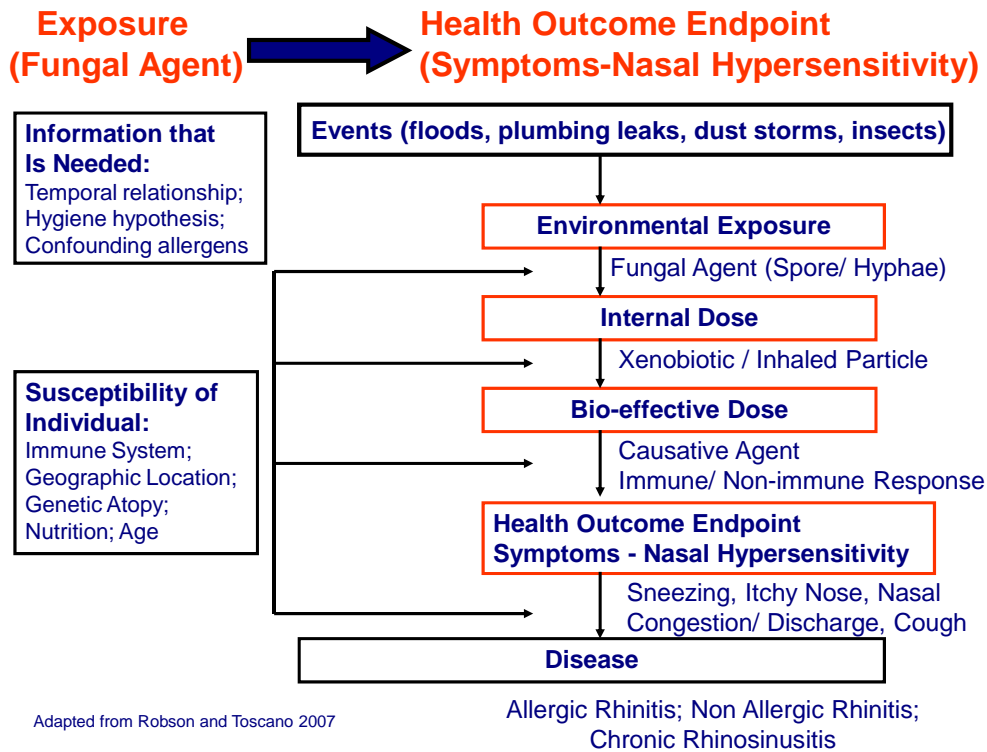 Exposure
(Fungal Agent)
Health Outcome Endpoint
(Symptoms-Nasal Hypersensitivity)
Information that
Is Needed:
Temporal relationship;
Hygiene hypothesis;
Confounding allergens
Susceptibility of
Individual:
Immune System;
Geographic Location;
Genetic Atopy;
Nutrition; Age
Events (floods, plumbing leaks, dust storms, insects)
Environmental Exposure
Fungal Agent (Spore/ Hyphae)
Internal Dose
Xenobiotic / Inhaled Particle
Bio-effective Dose
Causative Agent
Immune/ Non-immune Response
Health Outcome Endpoint
Symptoms - Nasal Hypersensitivity
Sneezing, Itchy Nose, Nasal
Congestion/ Discharge, Cough
Disease
Allergic Rhinitis; Non Allergic Rhinitis;
Chronic Rhinosinusitis
Adapted from Robson and Toscano 2007